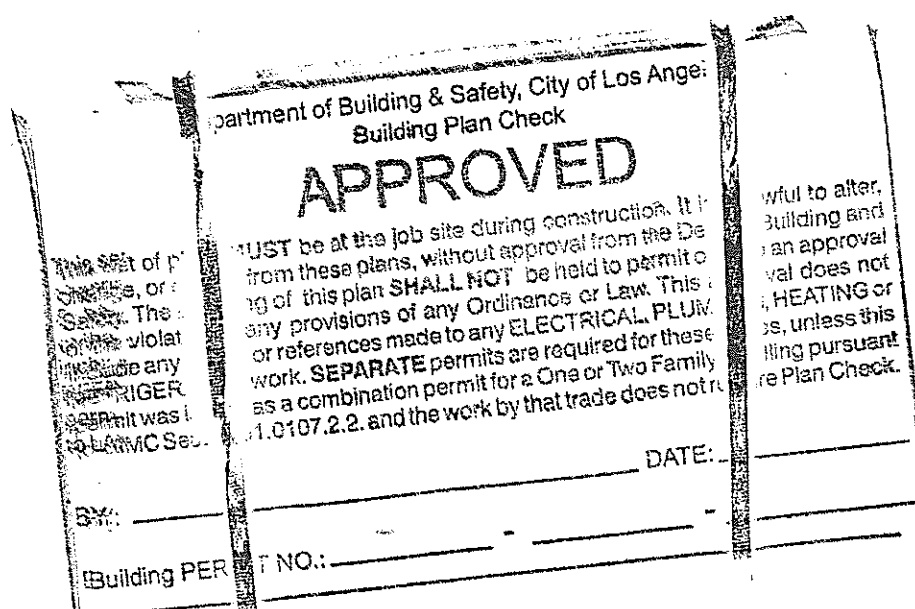 partment of Building & Safety, City of Los Ange
Building Plan Check
APPROVED
This set of p MUST be at the job site during construction. It i wful to alter,
change, or from these plans, without approval from the De Building and
Safety. The ng of this plan SHALL NOT be held to permit o an approval
of the violat any provisions of any Ordinance or Law. This val does not
include any or references made to any ELECTRICAL, PLUM , HEATING or
REFRIGER work. SEPARATE permits are required for these s, unless this
permit was i as a combination permit for a One or Two Family lling pursuant
to LAMC Sec 1.0107.2.2. and the work by that trade does not r re Plan Check.
BY: DATE:
Building PER T NO.: - -